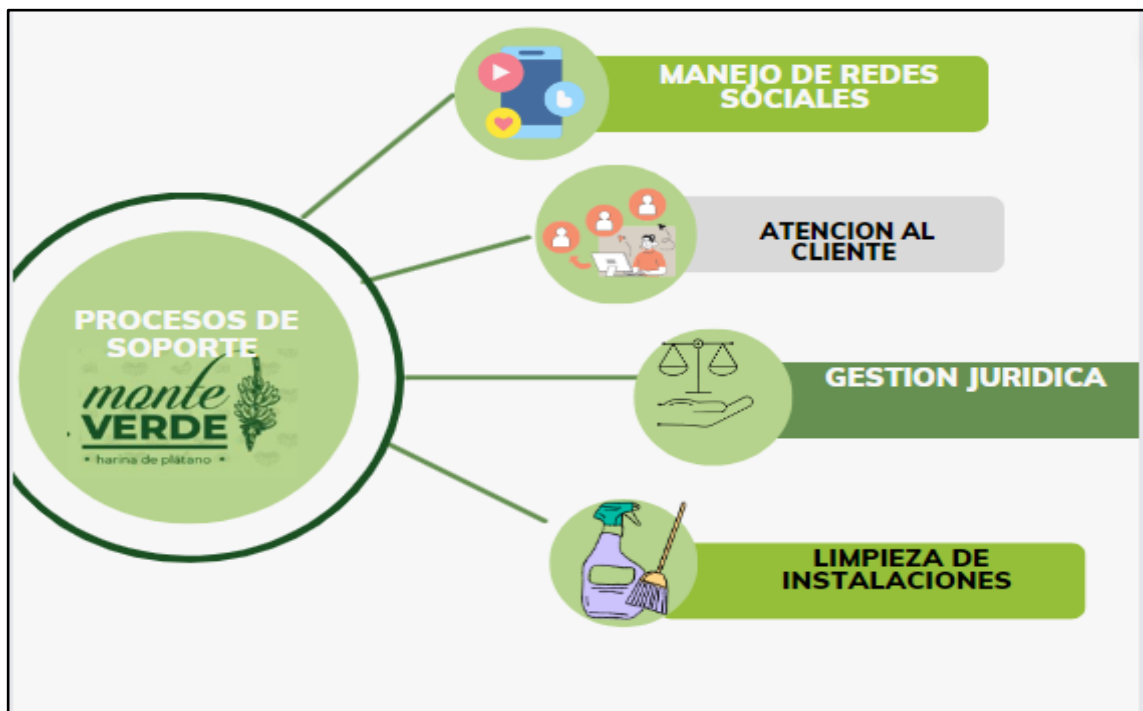 MANEJO DE REDES
SOCIALES
ATENCION AL
CLIENTE
PROCESOS DE
SOPORTE
monte
VERDE
• harina de plátano •
GESTION JURIDICA
LIMPIEZA DE
INSTALACIONES